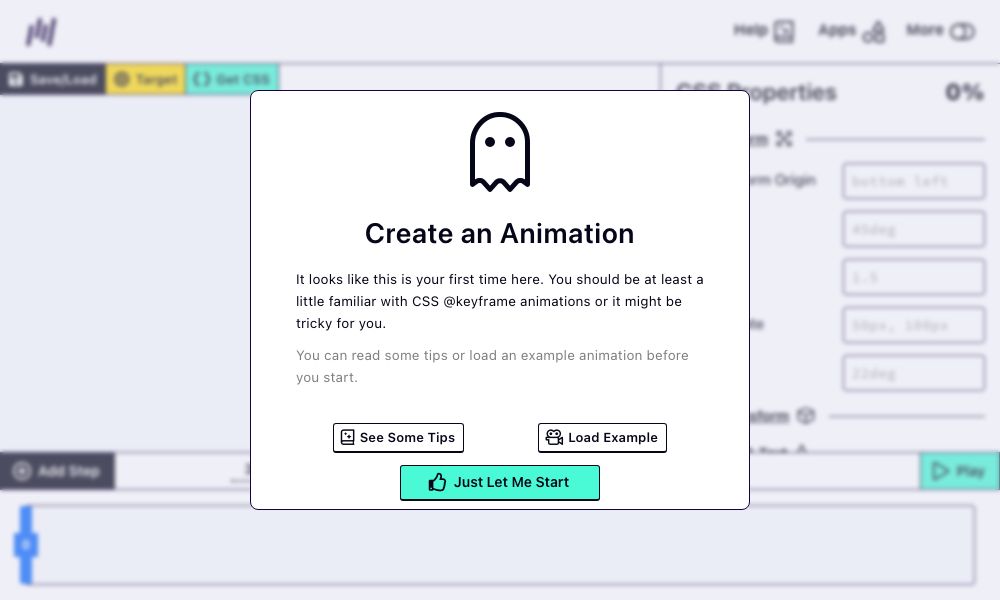 Help
Apps
More
Save/Load
Target
Get CSS
CSS Properties
0%
Origin
bottom left
45deg
1.5
50px, 100px
22deg
Create an Animation
It looks like this is your first time here. You should be at least a
little familiar with CSS @keyframe animations or it might be
tricky for you.
You can read some tips or load an example animation before
you start.
See Some Tips
Load Example
Just Let Me Start
Add Step
Play
0